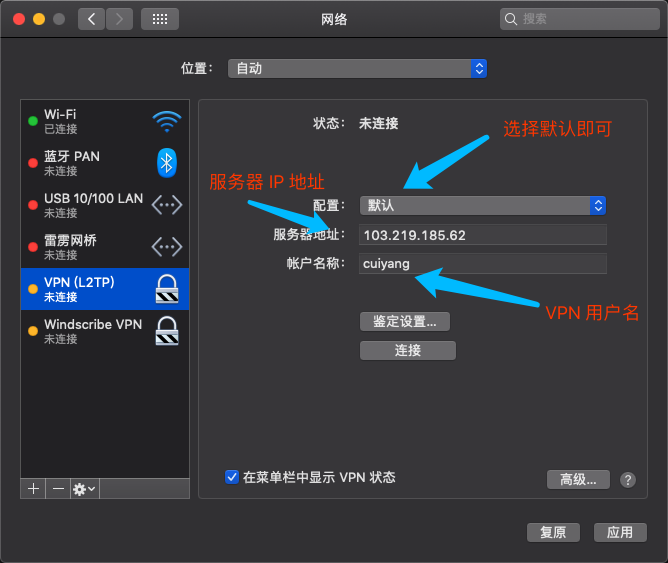 网络
搜索
位置：
自动
Wi-Fi
已连接
蓝牙 PAN
未连接
USB 10/100 LAN
未连接
雷雳网桥
未连接
VPN (L2TP)
未连接
Windscribe VPN
未连接
状态：
未连接
选择默认即可
服务器 IP 地址
配置：
默认
服务器地址：
103.219.185.62
帐户名称：
cuiyang
VPN 用户名
鉴定设置...
连接
在菜单栏中显示 VPN 状态
高级...
?
复原
应用